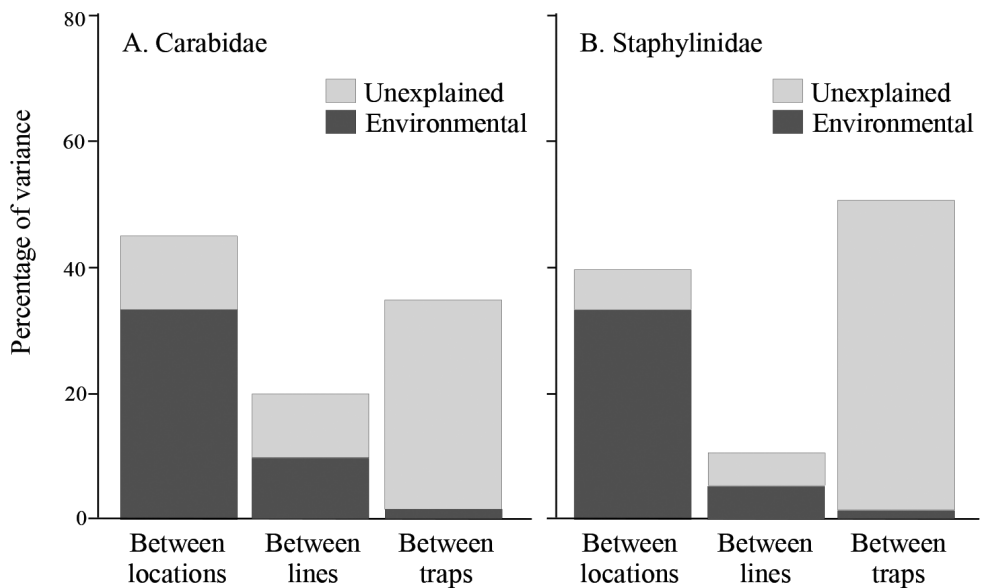 80
60
40
20
0
Percentage of variance
A. Carabidae
Unexplained
Environmental
Between
locations
Between
lines
Between
traps
B. Staphylinidae
Unexplained
Environmental
Between
locations
Between
lines
Between
traps